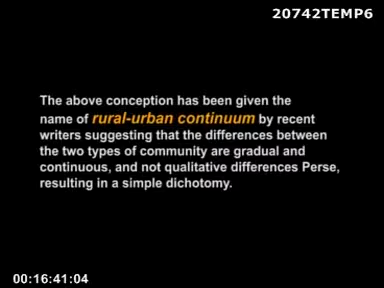 20742TEMP6
The above conception has been given the
name of rural-urban continuum by recent
writers suggesting that the differences between
the two types of community are gradual and
continuous, and not qualitative differences Perse,
resulting in a simple dichotomy.
00:16:41:04